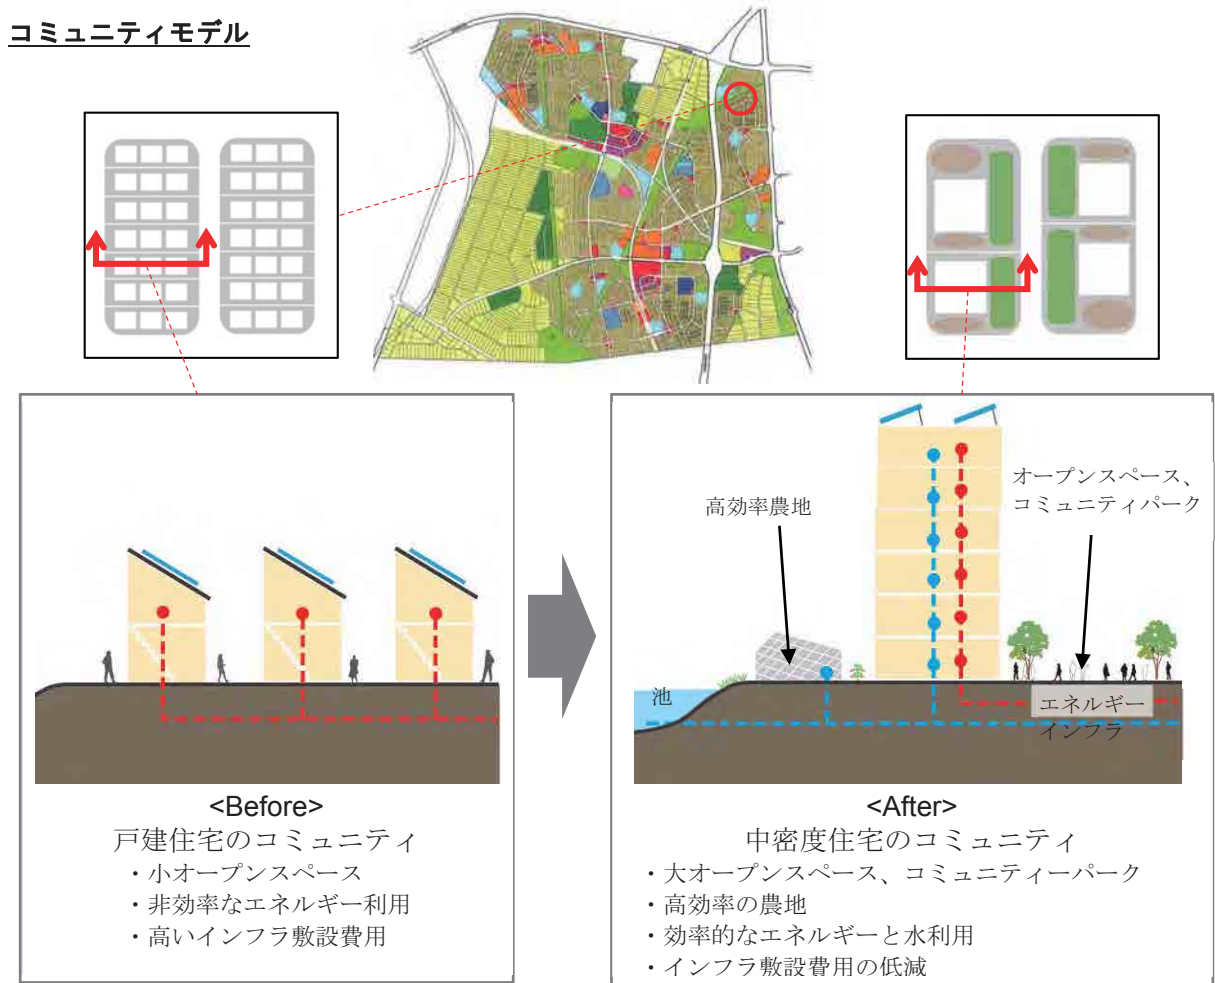 コミュニティモデル
高効率農地
オープンスペース、
コミュニティパーク
池
エネルギー
インフラ
<Before>
戸建住宅のコミュニティ
・小オープンスペース
・非効率なエネルギー利用
・高いインフラ敷設費用
<After>
中密度住宅のコミュニティ
・大オープンスペース、コミュニティーパーク
・高効率の農地
・効率的なエネルギーと水利用
・インフラ敷設費用の低減